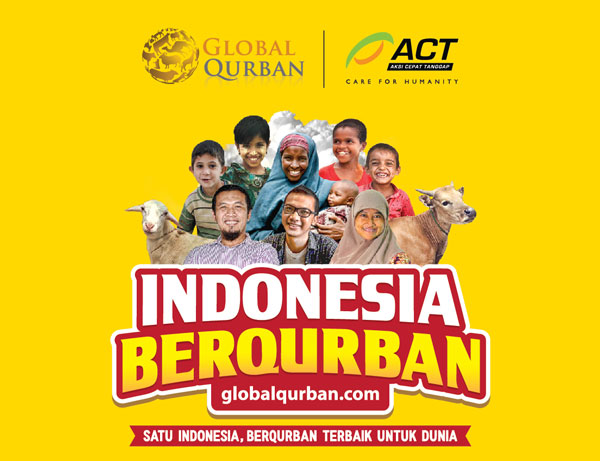 GLOBAL
QURBAN
ACT
AKSI CEPAT TANGGAP
CARE FOR HUMANITY
INDONESIA
BERQURBAN
globalqurban.com
SATU INDONESIA, BERQURBAN TERBAIK UNTUK DUNIA